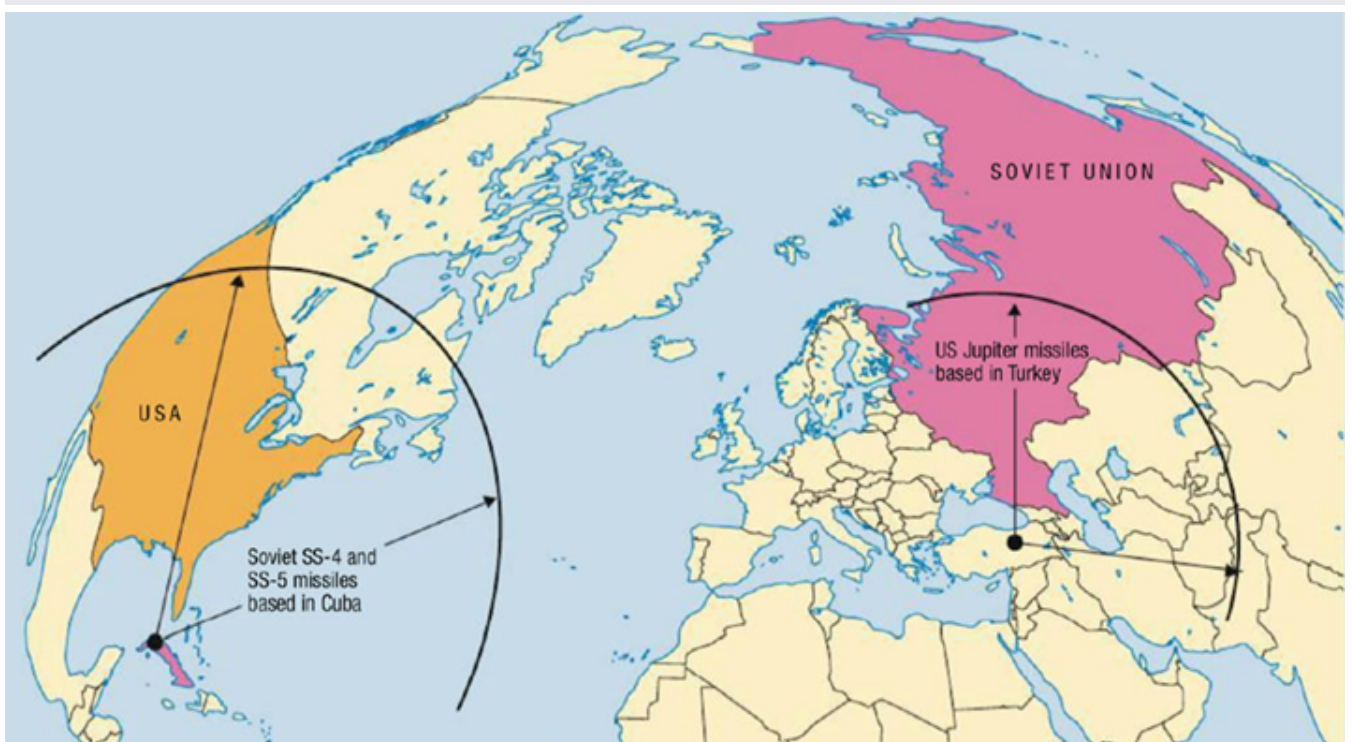 SOVIET UNION
USA
US Jupiter missiles
based in Turkey
Soviet SS-4 and
SS-5 missiles
based in Cuba